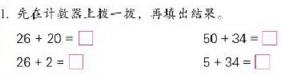 1. 先在计数器上拨一拨，再填出结果。
26 + 20 = □ 50 + 34 = □
26 + 2 = □ 5 + 34 = □